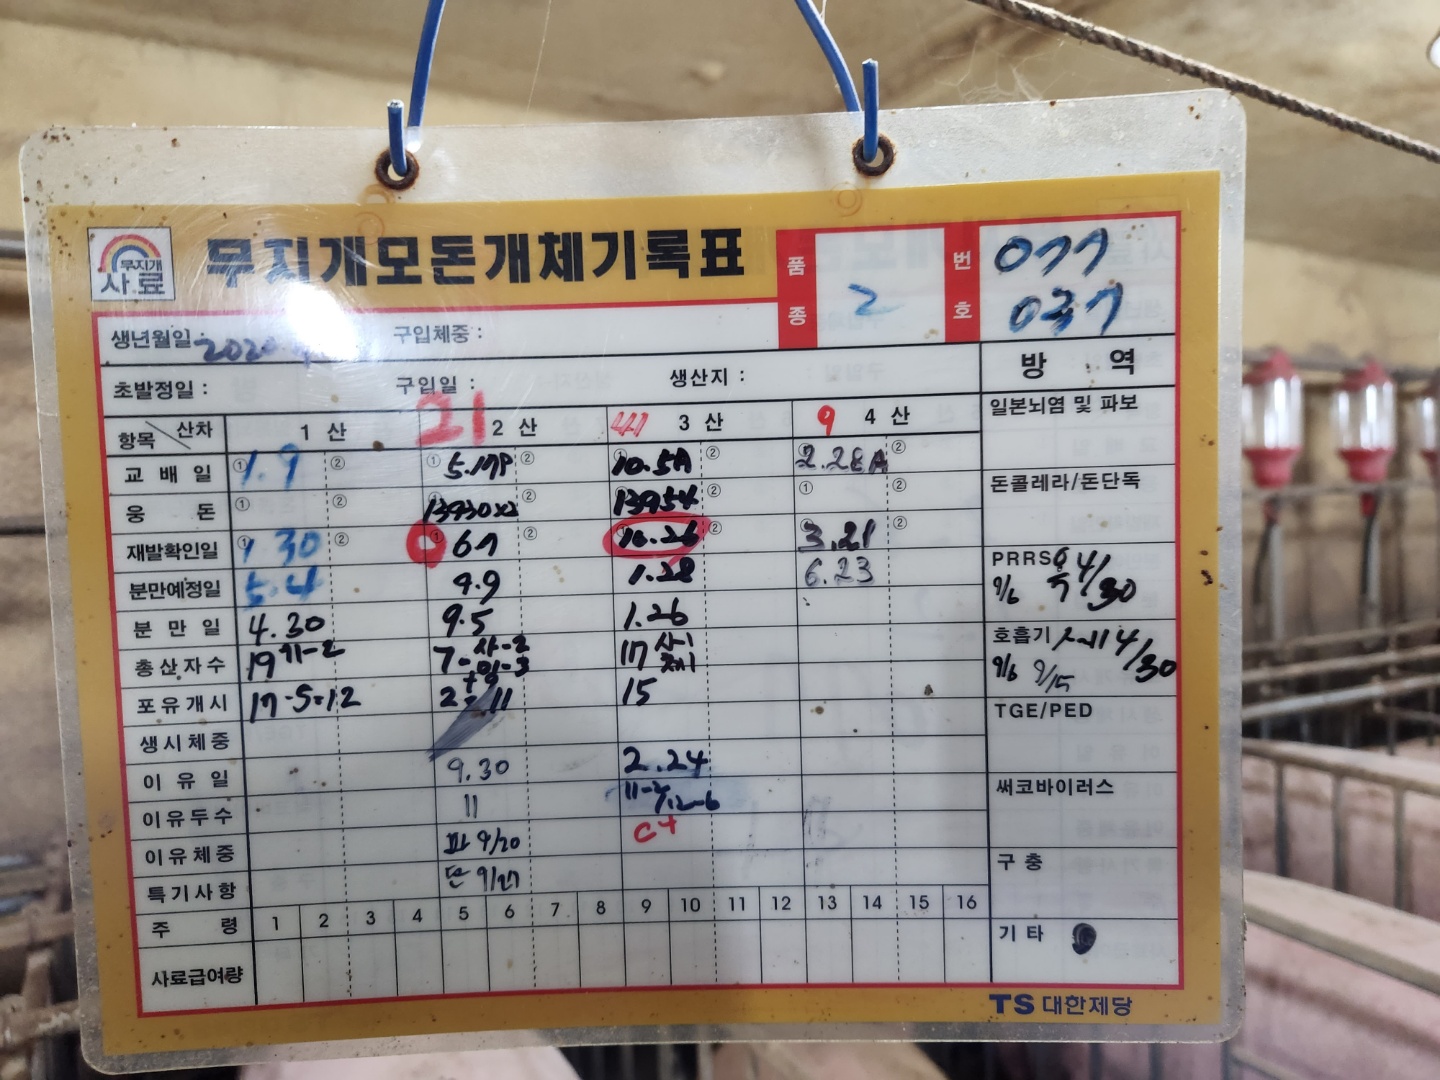 무지개
사료
무지개모돈개체기록표
품종
2
번호
077
037
생년월일 : 2020
구입체중 :
초발정일 :
구입일 :
생산지 :
방 역
항목 산차
1 산
21 2 산
3 산
9 4 산
일본뇌염 및 파보
교배일 ① 1.9 ② ① 5.17P ② ① 10.5A ② ① 2.28A ②
돈콜레라/돈단독
웅돈 ① ② ① 13930x2 ② 13954 ② ① ②
재발확인일 ① 1.30 ② ① 6.7 ② ① 10.26 ② 3.21 ②
PRRS 4/30
9/6
분만예정일 5.4 9.9 1.28 6.23
분만일 4.30 9.5 1.26
호흡기 4/30
9/6 9/15
총산자수 19 7- 사-2 미-3 17 사-1
포유개시 17-5=12 +9 2=11 15
TGE/PED
생시체중
이유일 9.30 2.24
써코바이러스
이유두수 11 11-5/12-6
이유체중 9/20 C+
구충
특기사항 단 9/27
주령 1 2 3 4 5 6 7 8 9 10 11 12 13 14 15 16
기타
사료급여량
TS 대한제당